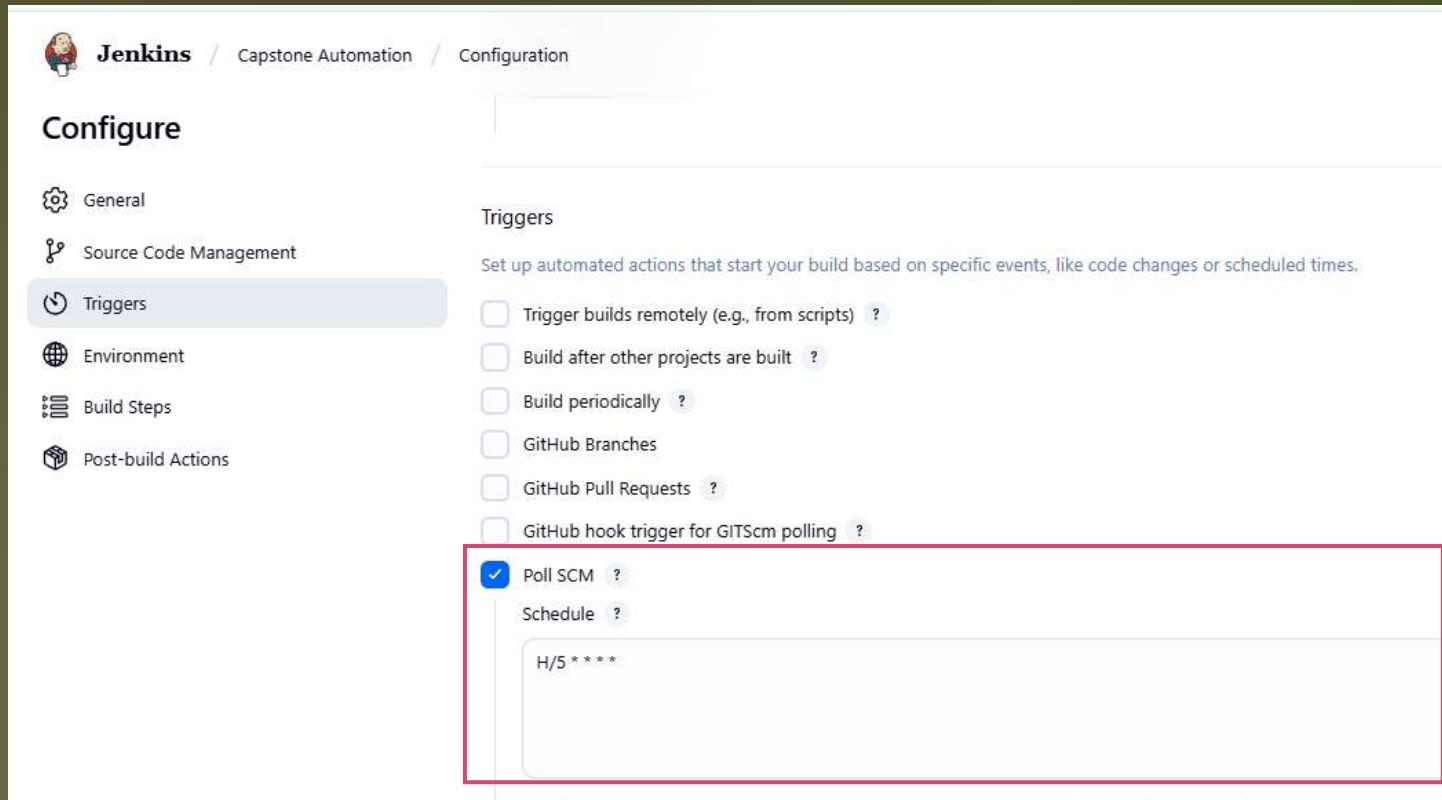 Jenkins / Capstone Automation / Configuration
Configure
General
Source Code Management
Triggers
Environment
Build Steps
Post-build Actions
Triggers
Set up automated actions that start your build based on specific events, like code changes or scheduled times.
Trigger builds remotely (e.g., from scripts) ?
Build after other projects are built ?
Build periodically ?
GitHub Branches
GitHub Pull Requests ?
GitHub hook trigger for GITScm polling ?
Poll SCM ?
Schedule ?
H/5 * * * *